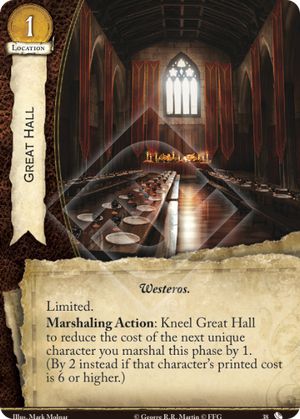 1
LOCATION
GREAT HALL
Westeros.
Limited.
Marshaling Action: Kneel Great Hall
to reduce the cost of the next unique
character you marshal this phase by 1.
(By 2 instead if that character's printed cost
is 6 or higher.)
Illus. Mark Molnar
© George R.R. Martin © FFG